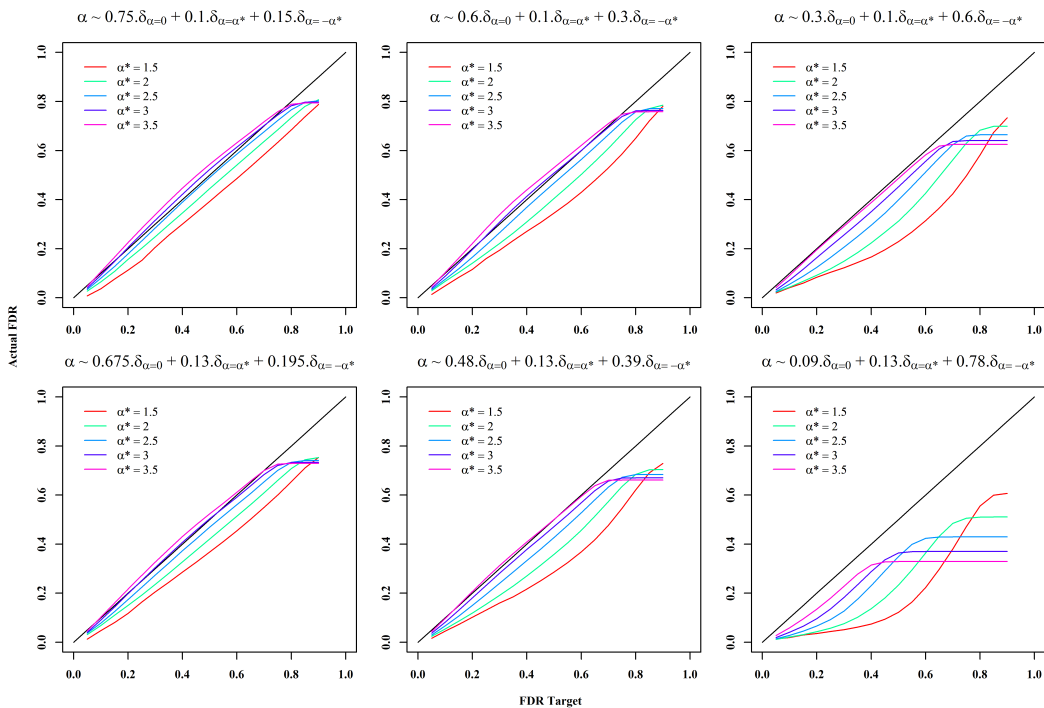 α ~ 0.75.δα=0 + 0.1.δα=α* + 0.15.δα= −α*
α ~ 0.6.δα=0 + 0.1.δα=α* + 0.3.δα= −α*
α ~ 0.3.δα=0 + 0.1.δα=α* + 0.6.δα= −α*
α* = 1.5
α* = 2
α* = 2.5
α* = 3
α* = 3.5
0.0 0.2 0.4 0.6 0.8 1.0
0.0 0.2 0.4 0.6 0.8 1.0
α* = 1.5
α* = 2
α* = 2.5
α* = 3
α* = 3.5
0.0 0.2 0.4 0.6 0.8 1.0
0.0 0.2 0.4 0.6 0.8 1.0
α* = 1.5
α* = 2
α* = 2.5
α* = 3
α* = 3.5
0.0 0.2 0.4 0.6 0.8 1.0
0.0 0.2 0.4 0.6 0.8 1.0
Actual FDR
α ~ 0.675.δα=0 + 0.13.δα=α* + 0.195.δα= −α*
α ~ 0.48.δα=0 + 0.13.δα=α* + 0.39.δα= −α*
α ~ 0.09.δα=0 + 0.13.δα=α* + 0.78.δα= −α*
α* = 1.5
α* = 2
α* = 2.5
α* = 3
α* = 3.5
0.0 0.2 0.4 0.6 0.8 1.0
0.0 0.2 0.4 0.6 0.8 1.0
α* = 1.5
α* = 2
α* = 2.5
α* = 3
α* = 3.5
0.0 0.2 0.4 0.6 0.8 1.0
0.0 0.2 0.4 0.6 0.8 1.0
α* = 1.5
α* = 2
α* = 2.5
α* = 3
α* = 3.5
0.0 0.2 0.4 0.6 0.8 1.0
0.0 0.2 0.4 0.6 0.8 1.0
FDR Target